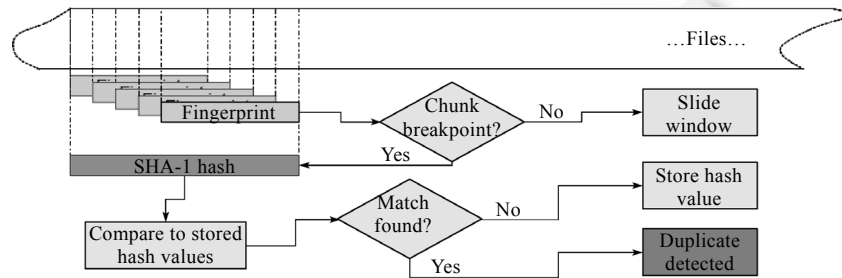 ...Files...
Fingerprint
Chunk
breakpoint?
No
Slide
window
Yes
SHA-1 hash
Compare to stored
hash values
Match
found?
No
Store hash
value
Yes
Duplicate
detected